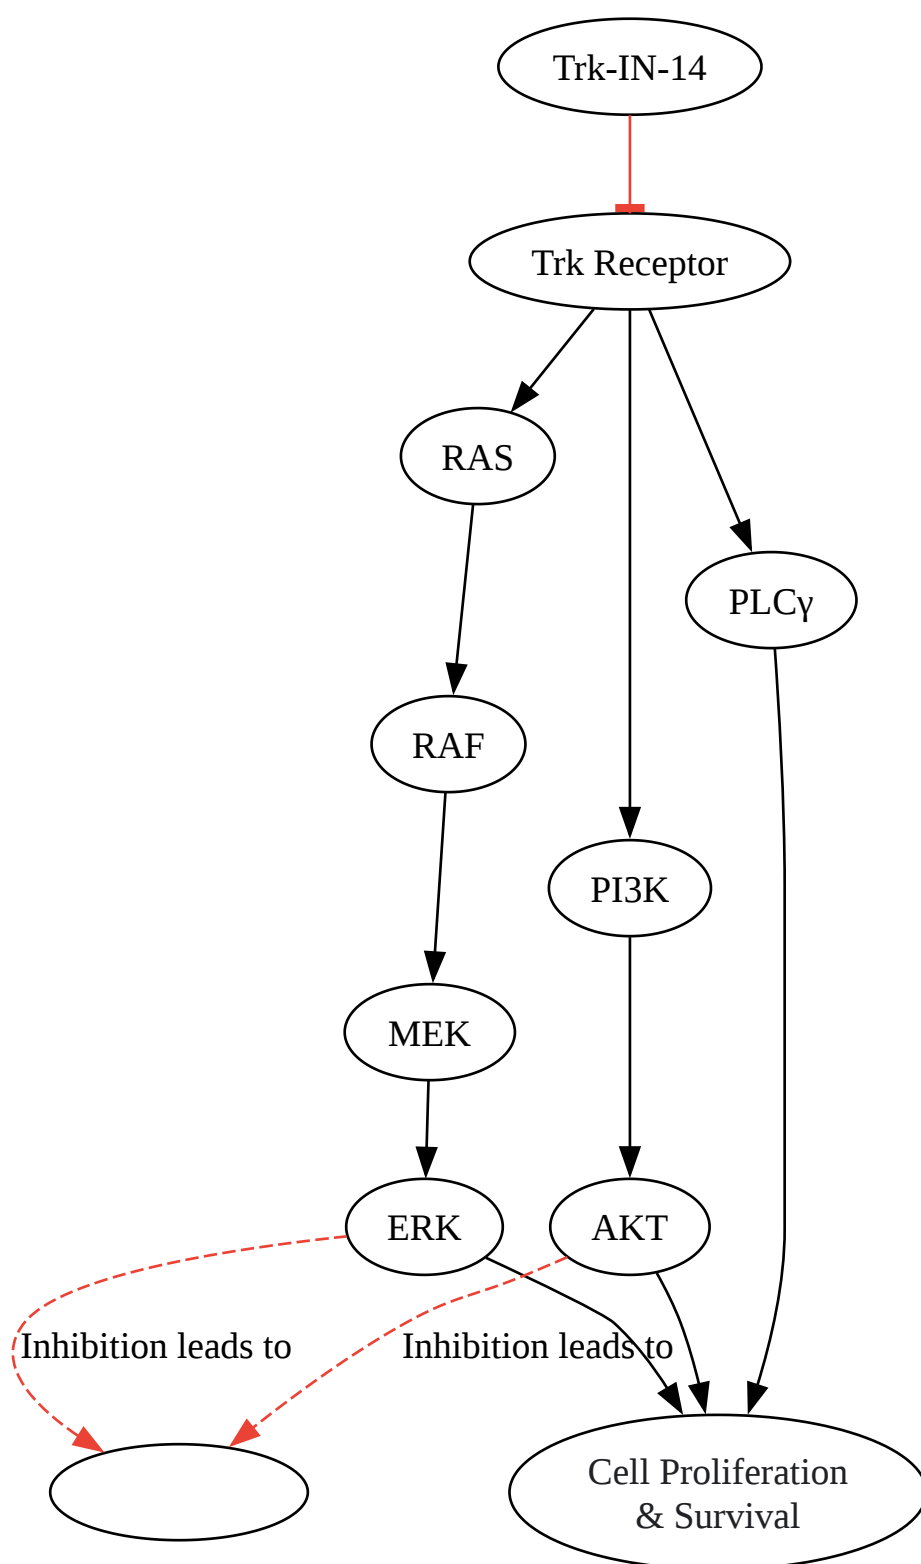 Trk-IN-14
Trk Receptor
RAS
PLCγ
RAF
PI3K
MEK
ERK
AKT
Inhibition leads to
Inhibition leads to
Cell Proliferation
& Survival